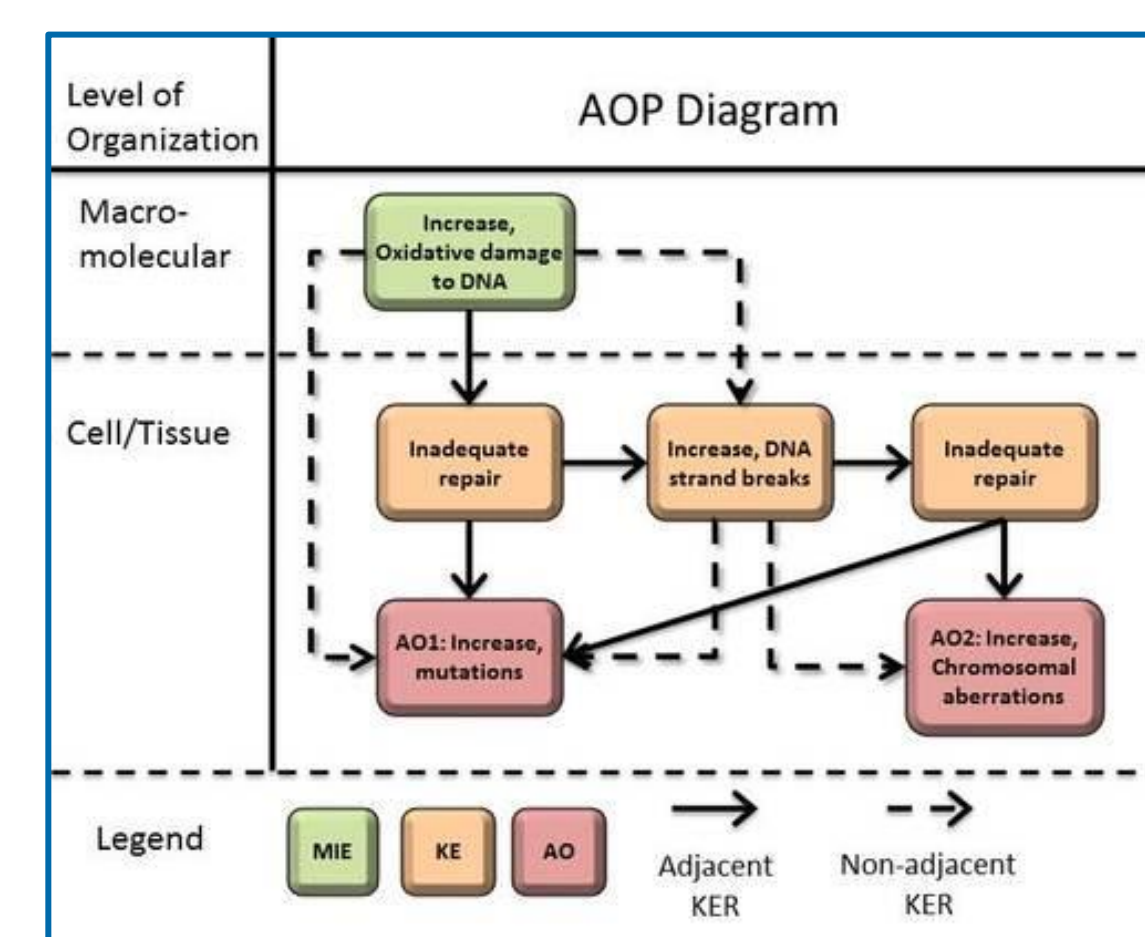 Level of
Organization
AOP Diagram
Macro-
molecular
Increase,
Oxidative damage
to DNA
Cell/Tissue
Inadequate
repair
Increase, DNA
strand breaks
Inadequate
repair
AO1: Increase,
mutations
AO2: Increase,
Chromosomal
aberrations
Legend
MIE
KE
AO
Adjacent
KER
Non-adjacent
KER